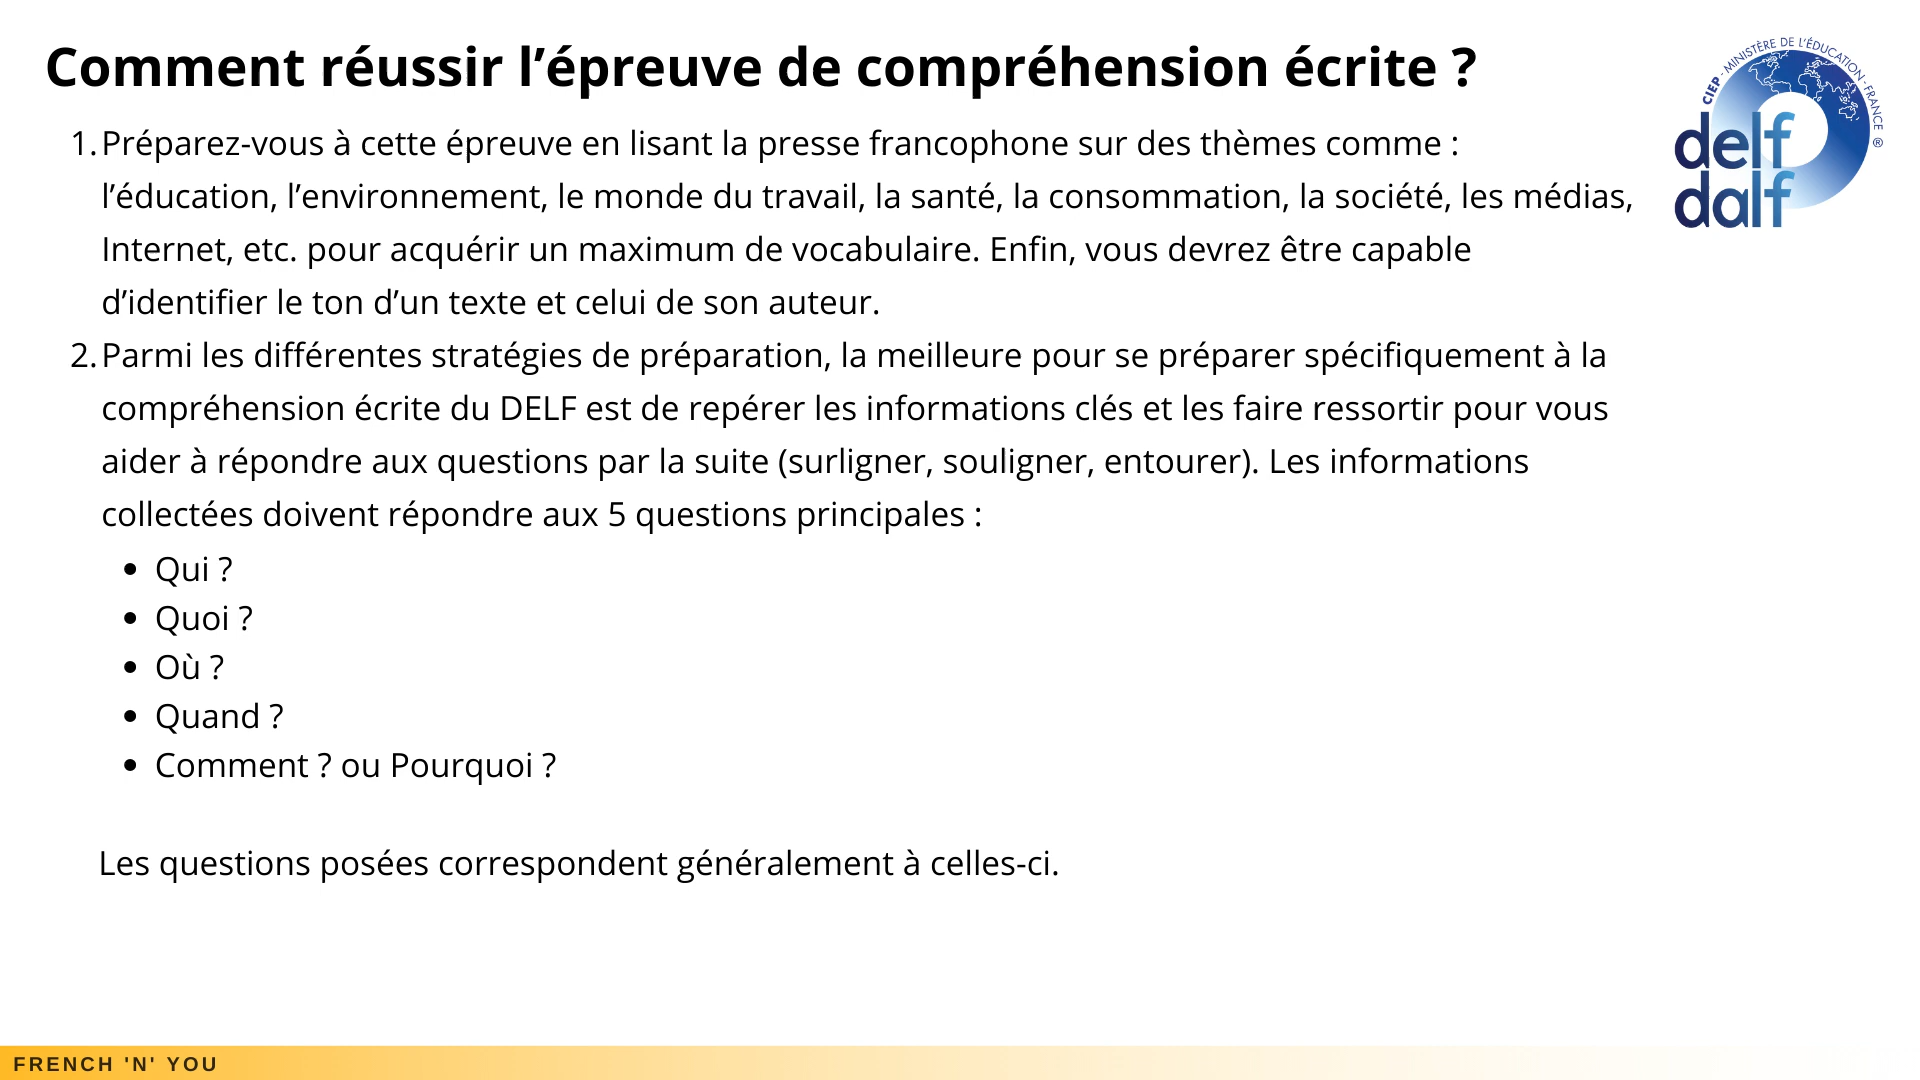 Comment réussir l’épreuve de compréhension écrite ?
CIEP - MINISTÈRE DE L'ÉDUCATION - FRANCE ®
delf
dalf
1. Préparez-vous à cette épreuve en lisant la presse francophone sur des thèmes comme :
l’éducation, l’environnement, le monde du travail, la santé, la consommation, la société, les médias,
Internet, etc. pour acquérir un maximum de vocabulaire. Enfin, vous devrez être capable
d’identifier le ton d’un texte et celui de son auteur.
2. Parmi les différentes stratégies de préparation, la meilleure pour se préparer spécifiquement à la
compréhension écrite du DELF est de repérer les informations clés et les faire ressortir pour vous
aider à répondre aux questions par la suite (surligner, souligner, entourer). Les informations
collectées doivent répondre aux 5 questions principales :
• Qui ?
• Quoi ?
• Où ?
• Quand ?
• Comment ? ou Pourquoi ?
Les questions posées correspondent généralement à celles-ci.
FRENCH 'N' YOU